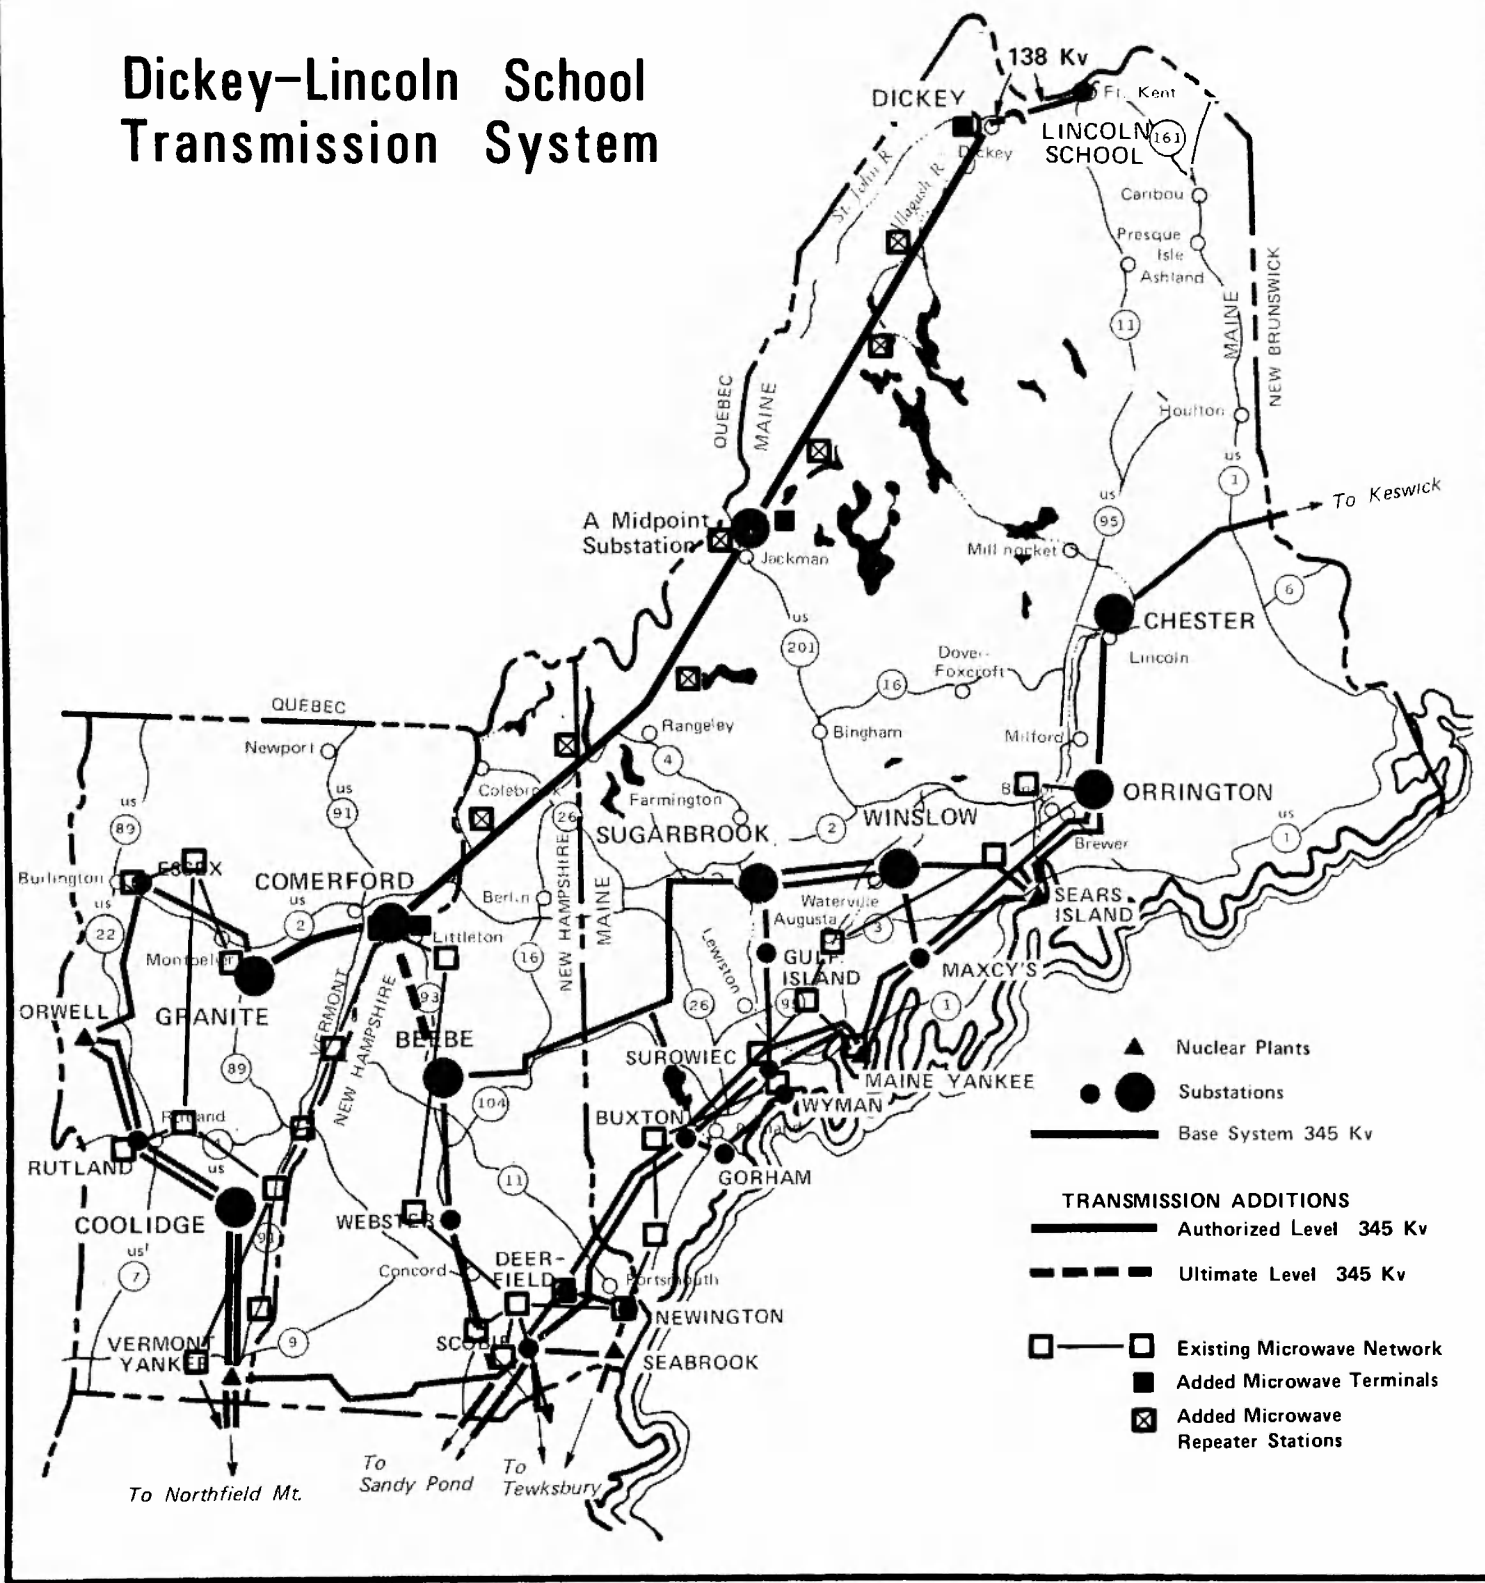 Dickey-Lincoln School
Transmission System
138 Kv
DICKEY
Ft. Kent
LINCOLN
SCHOOL
161
Dickey
St. John R
Allagash R
Caribou
Presque
Isle
Ashland
11
MAINE
NEW BRUNSWICK
QUEBEC
MAINE
Houlton
us
1
To Keswick
us
95
A Midpoint
Substation
Jackman
Mill nocket
6
CHESTER
Lincoln
us
201
Dover-
Foxcroft
16
QUEBEC
Newport
Rangeley
Bingham
Milford
4
Colebrook
us
91
us
89
Farmington
26
SUGARBROOK
2
WINSLOW
ORRINGTON
us
1
Brewer
ESSEX
Burlington
COMERFORD
us
2
Berlin
NEW HAMPSHIRE
MAINE
Waterville
Augusta
3
SEARS
ISLAND
us
22
Littleton
Montpelier
16
Lewiston
GULF
ISLAND
MAXCY'S
ORWELL
GRANITE
VERMONT
NEW HAMPSHIRE
93
BEEBE
26
95
1
89
SUROWIEC
MAINE YANKEE
104
WYMAN
BUXTON
Rutland
4
us
RUTLAND
11
GORHAM
COOLIDGE
us
7
91
WEBSTER
Concord
DEER-
FIELD
Portsmouth
NEWINGTON
VERMONT
YANKEE
9
SCOBIE
SEABROOK
To Northfield Mt.
To
Sandy Pond
To
Tewksbury
Nuclear Plants
Substations
Base System 345 Kv
TRANSMISSION ADDITIONS
Authorized Level 345 Kv
Ultimate Level 345 Kv
Existing Microwave Network
Added Microwave Terminals
Added Microwave
Repeater Stations